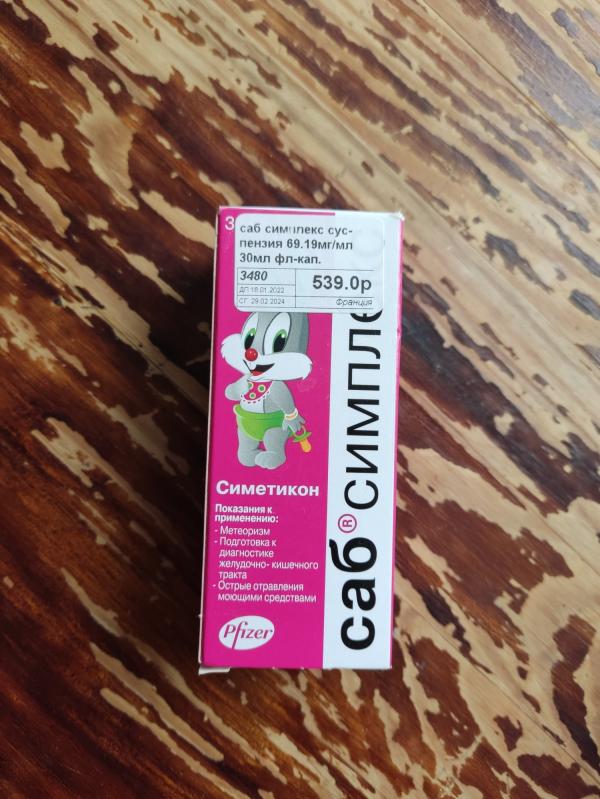 З
саб симплекс сус-
пензия 69.19мг/мл
30мл фл-кап.
3480
539.0р
ДП 18.01.2022
СГ 29.02.2024
Франция
саб® симпле
Симетикон
Показания к
применению:
- Метеоризм
- Подготовка к
диагностике
желудочно- кишечного
тракта
- Острые отравления
моющими средствами
Pfizer